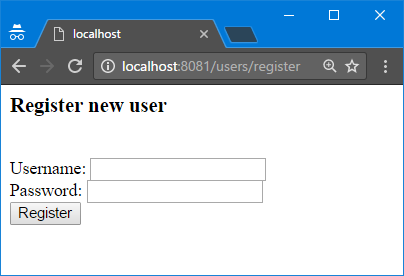 localhost
localhost:8081/users/register
Register new user
Username:
Password:
Register